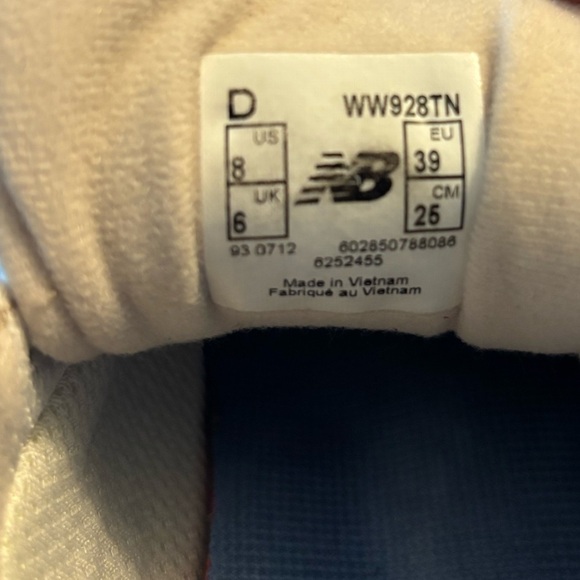 D WW928TN
US EU
8 39
UK CM
6 25
93 0712 602850788086
6252455
Made in Vietnam
Fabriqué au Vietnam